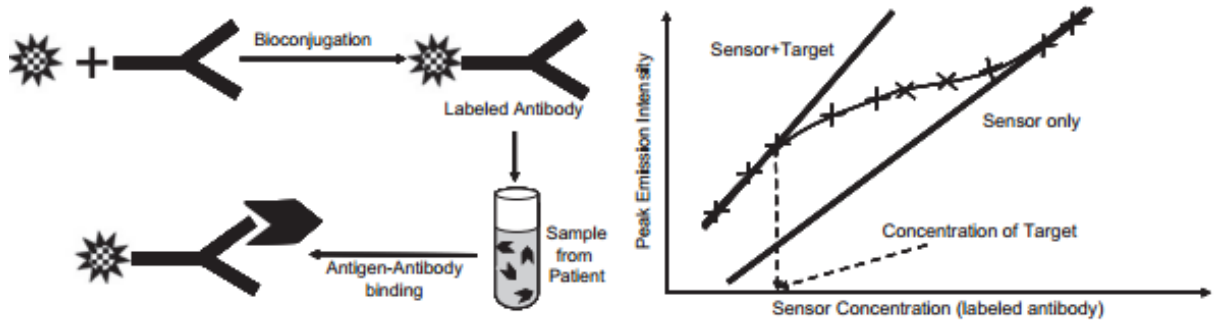 Bioconjugation
+
Labeled Antibody
Sample
from
Patient
Antigen-Antibody
binding
Peak Emission Intensity
Sensor+Target
Sensor only
Concentration of Target
Sensor Concentration (labeled antibody)